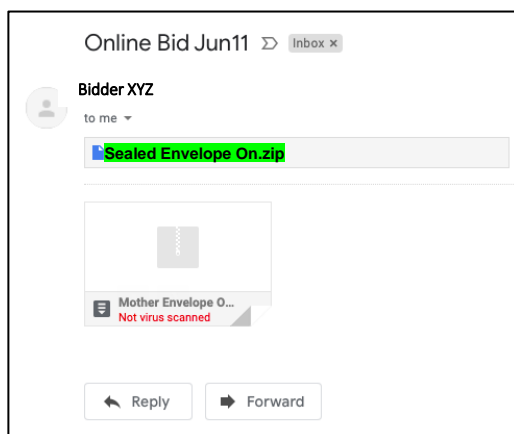 Online Bid Jun11 Inbox ×
Bidder XYZ
to me
Sealed Envelope On.zip
Mother Envelope O...
Not virus scanned
Reply Forward